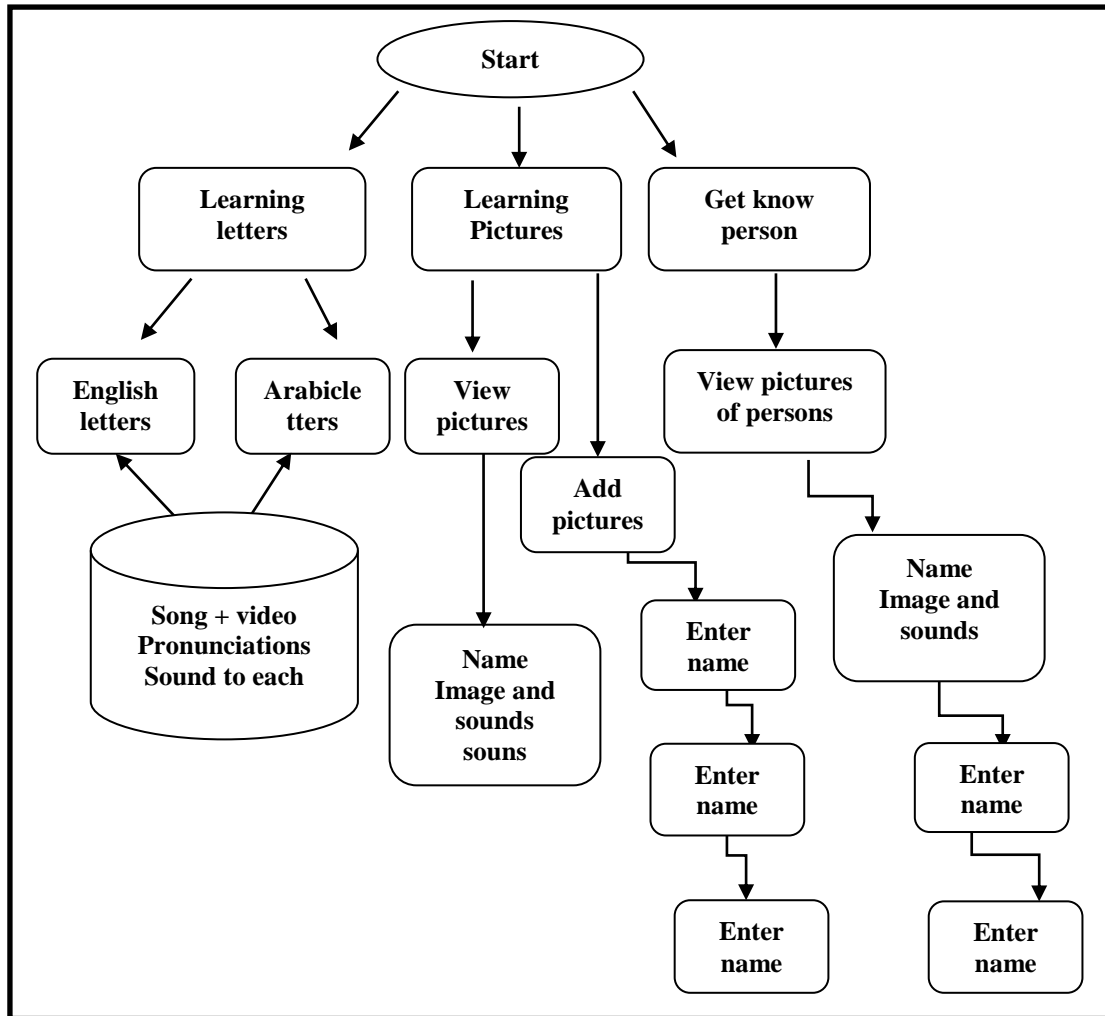 Start
Learning
letters
Learning
Pictures
Get know
person
English
letters
Arabicle
tters
View
pictures
View pictures
of persons
Add
pictures
Song + video
Pronunciations
Sound to each
Name
Image and
sounds
souns
Enter
name
Name
Image and
sounds
Enter
name
Enter
name
Enter
name
Enter
name